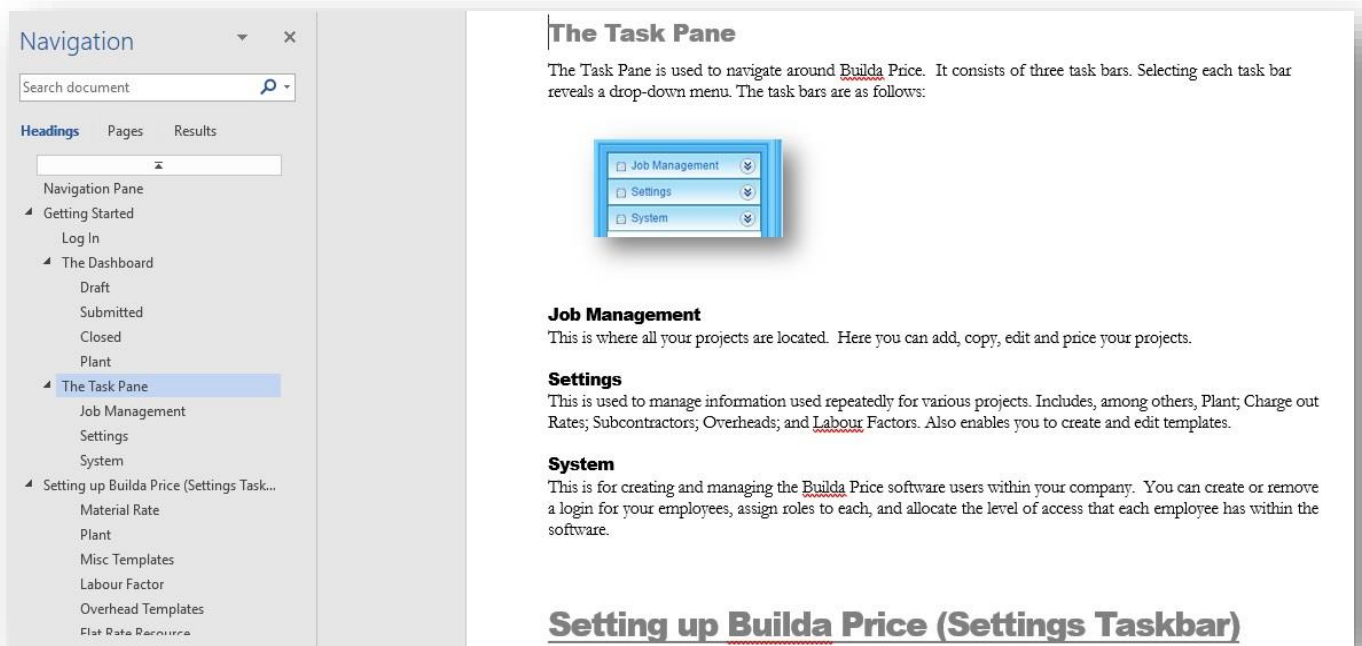 Navigation
Search document
Headings Pages Results
Navigation Pane
Getting Started
Log In
The Dashboard
Draft
Submitted
Closed
Plant
The Task Pane
Job Management
Settings
System
Setting up Builda Price (Settings Task...
Material Rate
Plant
Misc Templates
Labour Factor
Overhead Templates
Flat Rate Resource
The Task Pane
The Task Pane is used to navigate around Builda Price.  It consists of three task bars. Selecting each task bar
reveals a drop-down menu. The task bars are as follows:
Job Management
Settings
System
Job Management
This is where all your projects are located.  Here you can add, copy, edit and price your projects.
Settings
This is used to manage information used repeatedly for various projects. Includes, among others, Plant; Charge out
Rates; Subcontractors; Overheads; and Labour Factors. Also enables you to create and edit templates.
System
This is for creating and managing the Builda Price software users within your company.  You can create or remove
a login for your employees, assign roles to each, and allocate the level of access that each employee has within the
software.
Setting up Builda Price (Settings Taskbar)